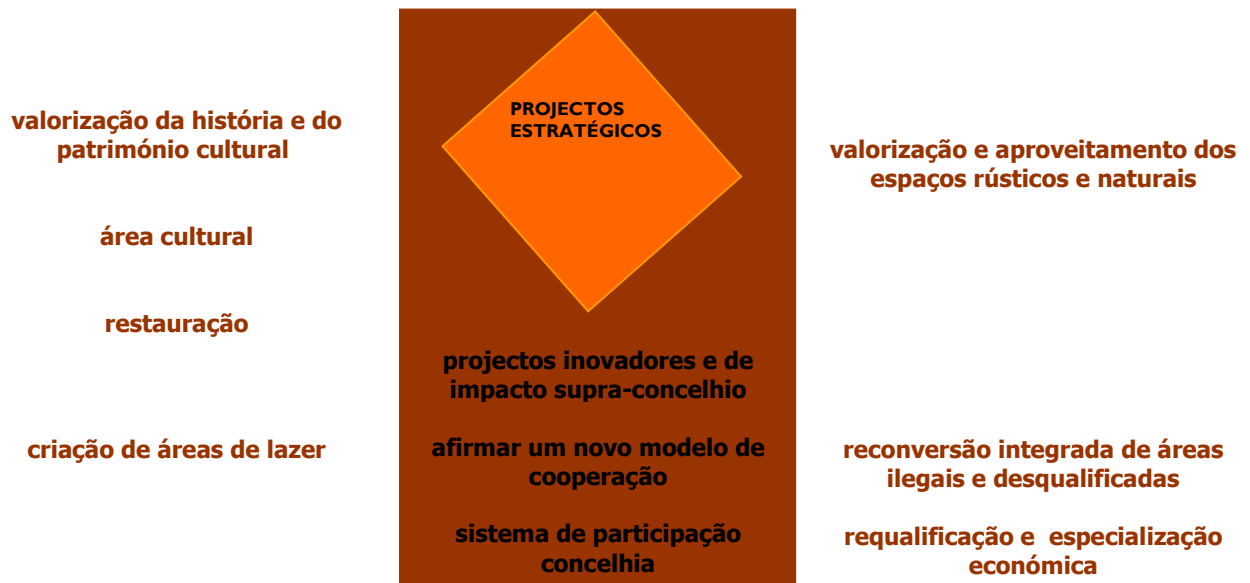 valorização da história e do
património cultural
área cultural
restauração
criação de áreas de lazer
PROJECTOS
ESTRATÉGICOS
projectos inovadores e de
impacto supra-concelhio
afirmar um novo modelo de
cooperação
sistema de participação
concelhia
valorização e aproveitamento dos
espaços rústicos e naturais
reconversão integrada de áreas
ilegais e desqualificadas
requalificação e especialização
económica